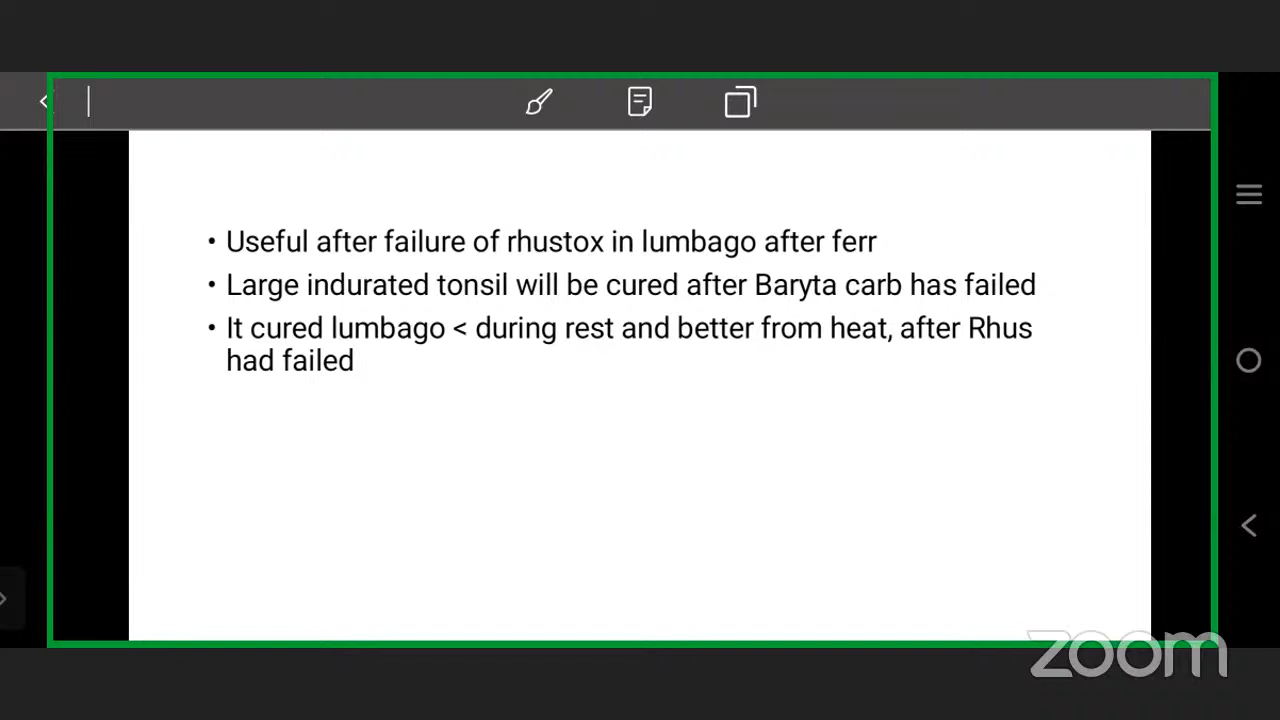 • Useful after failure of rhustox in lumbago after ferr
• Large indurated tonsil will be cured after Baryta carb has failed
• It cured lumbago < during rest and better from heat, after Rhus
had failed
zoom